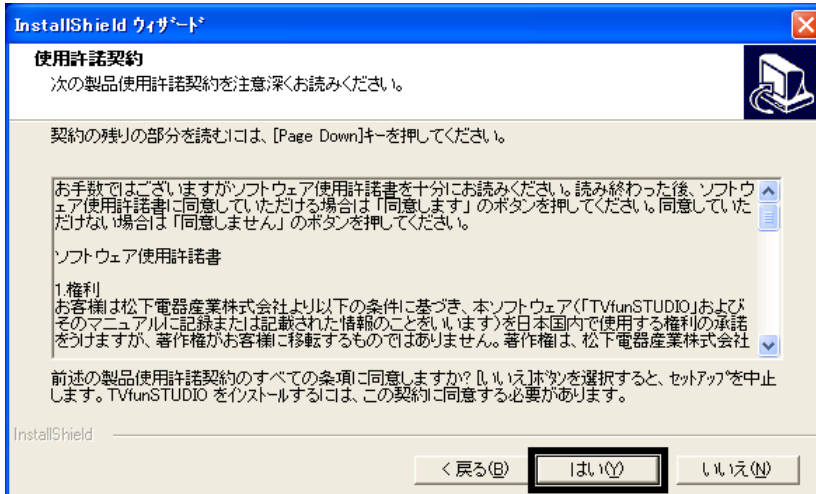 InstallShield ウィザード
使用許諾契約
次の製品使用許諾契約を注意深くお読みください。
契約の残りの部分を読むには、[Page Down]キーを押してください。
お手数ではございますがソフトウェア使用許諾書を十分にお読みください。読み終わった後、ソフトウ
ェア使用許諾書に同意していただける場合は「同意します」のボタンを押してください。同意していた
だけない場合は「同意しません」のボタンを押してください。
ソフトウェア使用許諾書
1.権利
お客様は松下電器産業株式会社より以下の条件に基づき、本ソフトウェア(「TVfunSTUDIO」および
そのマニュアルに記録または記載された情報のことをいいます)を日本国内で使用する権利の承諾
をうけますが、著作権がお客様に移転するものではありません。著作権は、松下電器産業株式会社
前述の製品使用許諾契約のすべての条項に同意しますか? [いいえ]ボタンを選択すると、セットアップを中止
します。TVfunSTUDIO をインストールするには、この契約に同意する必要があります。
InstallShield
< 戻る(B)
はい(Y)
いいえ(N)